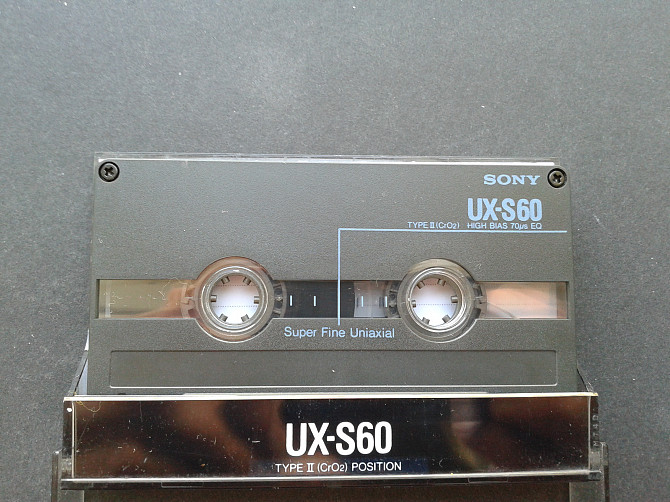 SONY
UX-S60
TYPE II (CrO2) HIGH BIAS 70μs EQ
Super Fine Uniaxial
UX-S60
TYPE II (CrO2) POSITION